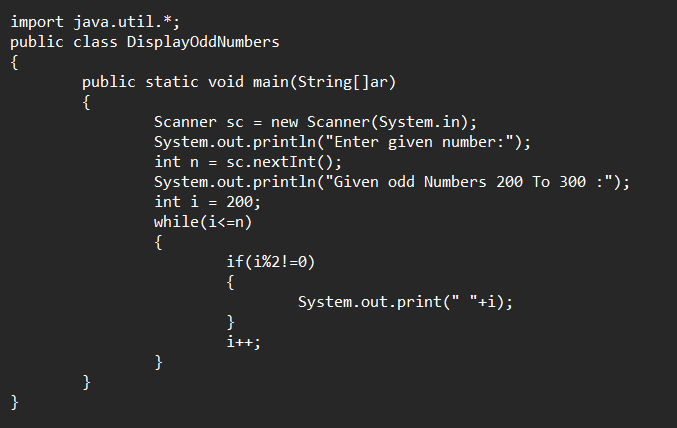 import java.util.*;
public class DisplayOddNumbers
{
        public static void main(String[]ar)
        {
                Scanner sc = new Scanner(System.in);
                System.out.println("Enter given number:");
                int n = sc.nextInt();
                System.out.println("Given odd Numbers 200 To 300 :");
                int i = 200;
                while(i<=n)
                {
                        if(i%2!=0)
                        {
                                System.out.print(" "+i);
                        }
                        i++;
                }
        }
}